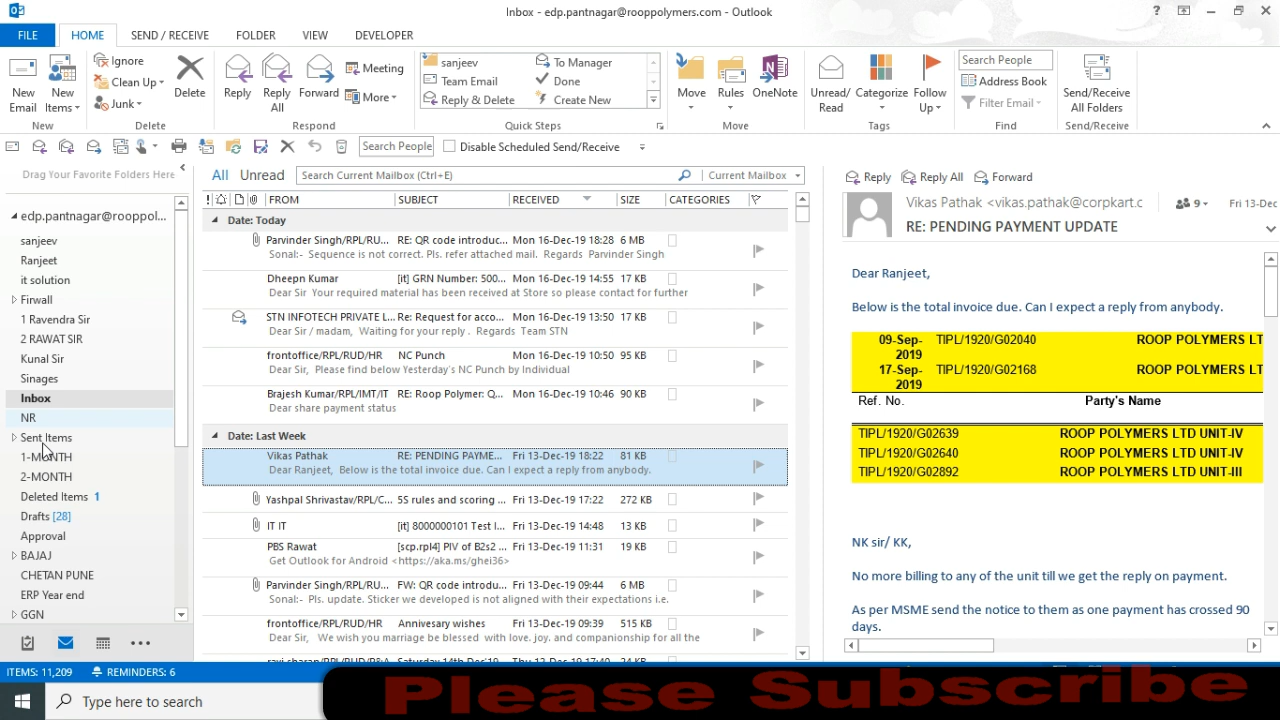 Inbox - edp.pantnagar@rooppolymers.com - Outlook
FILE HOME SEND / RECEIVE FOLDER VIEW DEVELOPER
New Email
New Items
New
Ignore
Clean Up
Junk
Delete
Delete
Reply
Reply All
Forward
Meeting
More
Respond
sanjeev
Team Email
Reply & Delete
To Manager
Done
Create New
Quick Steps
Move
Rules
OneNote
Move
Unread/ Read
Categorize
Follow Up
Tags
Search People
Address Book
Filter Email
Find
Send/Receive All Folders
Send/Receive
Search People
Disable Scheduled Send/Receive
Drag Your Favorite Folders Here
edp.pantnagar@rooppol...
sanjeev
Ranjeet
it solution
Firwall
1 Ravendra Sir
2 RAWAT SIR
Kunal Sir
Sinages
Inbox
NR
Sent Items
1-MONTH
2-MONTH
Deleted Items 1
Drafts [28]
Approval
BAJAJ
CHETAN PUNE
ERP Year end
GGN
All Unread
Search Current Mailbox (Ctrl+E)
Current Mailbox
FROM SUBJECT RECEIVED SIZE CATEGORIES
Date: Today
Parvinder Singh/RPL/RU... RE: QR code introduc... Mon 16-Dec-19 18:28 6 MB
Sonal:- Sequence is not correct. Pls. refer attached mail. Regards Parvinder Singh
Dheepn Kumar [it] GRN Number: 500... Mon 16-Dec-19 14:55 17 KB
Dear Sir Your required material has been received at Store so please contact for further
STN INFOTECH PRIVATE L... Re: Request for acco... Mon 16-Dec-19 13:50 17 KB
Dear Sir / madam, Waiting for your reply . Regards Team STN
frontoffice/RPL/RUD/HR NC Punch Mon 16-Dec-19 10:50 95 KB
Dear Sir, Please find below Yesterday's NC Punch by Individual
Brajesh Kumar/RPL/IMT/IT Re: Roop Polymer: Q... Mon 16-Dec-19 10:46 90 KB
Dear share payment status
Date: Last Week
Vikas Pathak RE: PENDING PAYME... Fri 13-Dec-19 18:22 81 KB
Dear Ranjeet, Below is the total invoice due. Can I expect a reply from anybody.
Yashpal Shrivastav/RPL/C... 5S rules and scoring ... Fri 13-Dec-19 17:22 272 KB
IT IT [it] 8000000101 Test I... Fri 13-Dec-19 14:48 13 KB
PBS Rawat [scp.rpl4] PIV of B2s2 ... Fri 13-Dec-19 11:31 19 KB
Get Outlook for Android <https://aka.ms/ghei36>
Parvinder Singh/RPL/RU... FW: QR code introdu... Fri 13-Dec-19 09:44 6 MB
Sonal:- Pls. update. Sticker we developed is not aligned with their expectations i.e.
frontoffice/RPL/RUD/HR Annivesary wishes Fri 13-Dec-19 09:39 515 KB
Dear Sir, We wish you marriage be blessed with love. joy. and companionship for all the
Reply Reply All Forward
Vikas Pathak <vikas.pathak@corpkart.c 9 Fri 13-Dec
RE: PENDING PAYMENT UPDATE
Dear Ranjeet,
Below is the total invoice due. Can I expect a reply from anybody.
09-Sep-2019 TIPL/1920/G02040 ROOP POLYMERS LT
17-Sep-2019 TIPL/1920/G02168 ROOP POLYMERS LT
Ref. No. Party's Name
TIPL/1920/G02639 ROOP POLYMERS LTD UNIT-IV
TIPL/1920/G02640 ROOP POLYMERS LTD UNIT-IV
TIPL/1920/G02892 ROOP POLYMERS LTD UNIT-III
NK sir/ KK,
No more billing to any of the unit till we get the reply on payment.
As per MSME send the notice to them as one payment has crossed 90
days.
ITEMS: 11,209 REMINDERS: 6
Type here to search
Please Subscribe